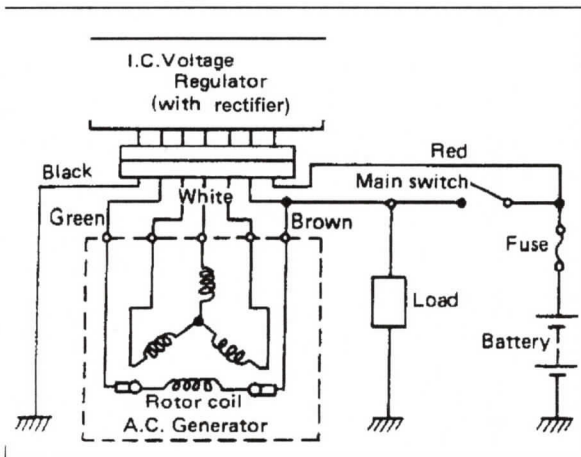 I.C.Voltage
Regulator
(with rectifier)
Red
Black
Main switch
White
Green
Brown
Fuse
Load
Battery
Rotor coil
A.C. Generator